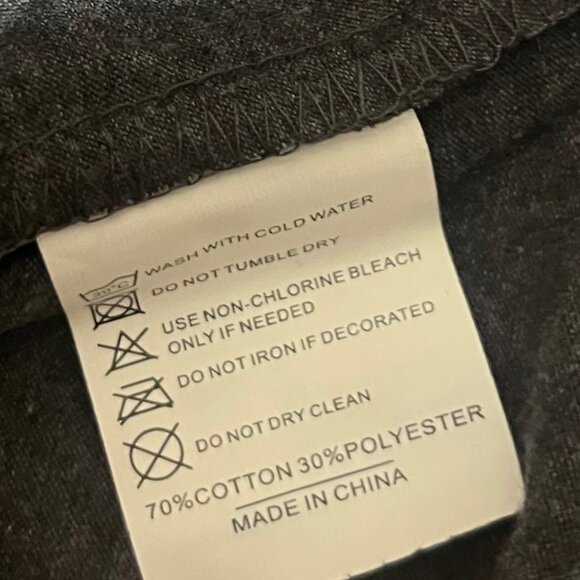 30°C
WASH WITH COLD WATER
DO NOT TUMBLE DRY
USE NON-CHLORINE BLEACH
ONLY IF NEEDED
DO NOT IRON IF DECORATED
DO NOT DRY CLEAN
70%COTTON 30%POLYESTER
MADE IN CHINA